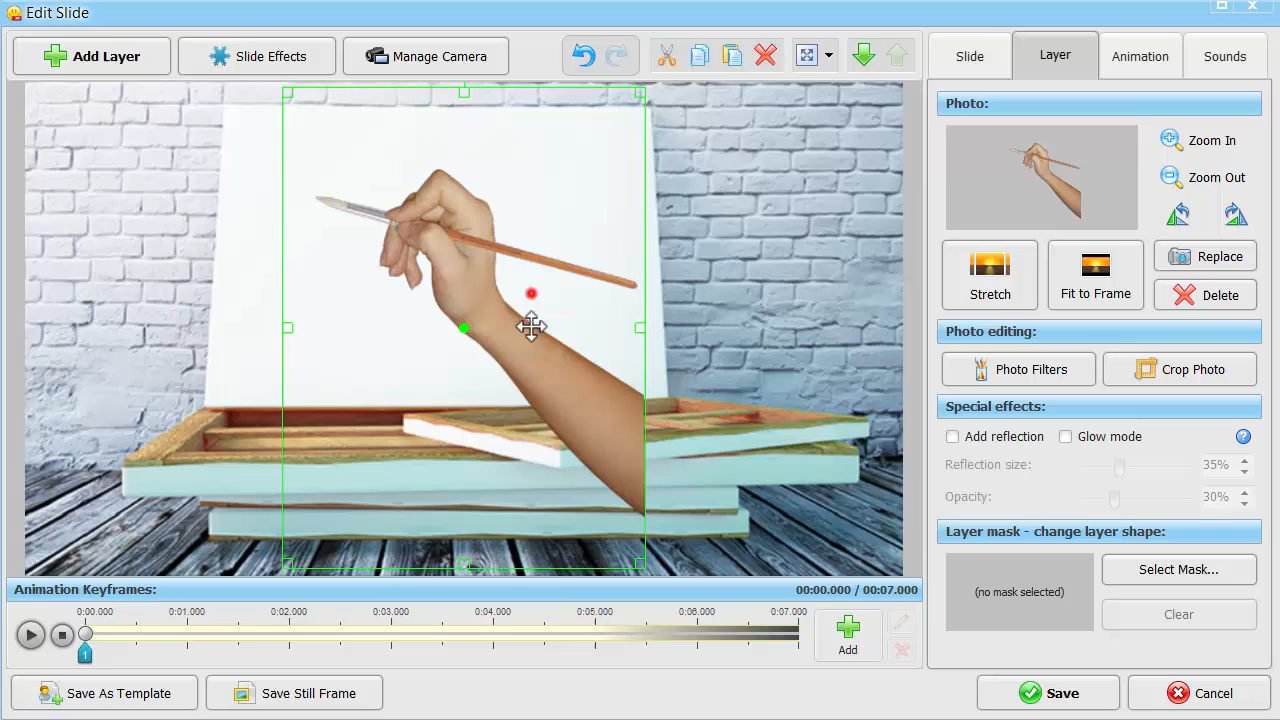 Edit Slide
Add Layer
Slide Effects
Manage Camera
Slide
Layer
Animation
Sounds
Photo:
Zoom In
Zoom Out
Stretch
Fit to Frame
Replace
Delete
Photo editing:
Photo Filters
Crop Photo
Special effects:
Add reflection
Glow mode
?
Reflection size:
35%
Opacity:
30%
Layer mask - change layer shape:
(no mask selected)
Select Mask...
Clear
Animation Keyframes:
00:00.000 / 00:07.000
0:00.000
0:01.000
0:02.000
0:03.000
0:04.000
0:05.000
0:06.000
0:07.000
1
Add
Save As Template
Save Still Frame
Save
Cancel